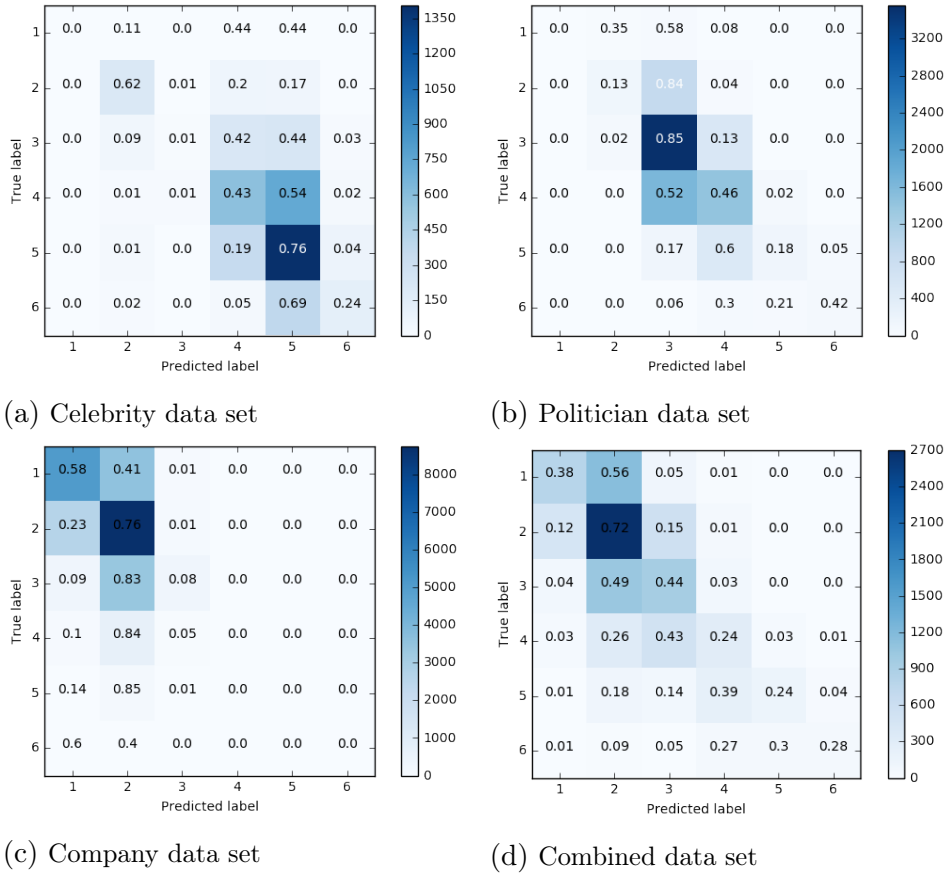 1 0.0 0.11 0.0 0.44 0.44 0.0 1350
2 0.0 0.62 0.01 0.2 0.17 0.0 1200
3 0.0 0.09 0.01 0.42 0.44 0.03 1050
4 0.0 0.01 0.01 0.43 0.54 0.02 900
5 0.0 0.01 0.0 0.19 0.76 0.04 750
6 0.0 0.02 0.0 0.05 0.69 0.24 600
450
300
150
0
True label
1 2 3 4 5 6
Predicted label
(a) Celebrity data set
1 0.0 0.35 0.58 0.08 0.0 0.0 3200
2 0.0 0.13 0.84 0.04 0.0 0.0 2800
3 0.0 0.02 0.85 0.13 0.0 0.0 2400
4 0.0 0.0 0.52 0.46 0.02 0.0 2000
5 0.0 0.0 0.17 0.6 0.18 0.05 1600
6 0.0 0.0 0.06 0.3 0.21 0.42 1200
800
400
0
True label
1 2 3 4 5 6
Predicted label
(b) Politician data set
1 0.58 0.41 0.01 0.0 0.0 0.0 8000
2 0.23 0.76 0.01 0.0 0.0 0.0 7000
3 0.09 0.83 0.08 0.0 0.0 0.0 6000
4 0.1 0.84 0.05 0.0 0.0 0.0 5000
5 0.14 0.85 0.01 0.0 0.0 0.0 4000
6 0.6 0.4 0.0 0.0 0.0 0.0 3000
2000
1000
0
True label
1 2 3 4 5 6
Predicted label
(c) Company data set
1 0.38 0.56 0.05 0.01 0.0 0.0 2700
2 0.12 0.72 0.15 0.01 0.0 0.0 2400
3 0.04 0.49 0.44 0.03 0.0 0.0 2100
4 0.03 0.26 0.43 0.24 0.03 0.01 1800
5 0.01 0.18 0.14 0.39 0.24 0.04 1500
6 0.01 0.09 0.05 0.27 0.3 0.28 1200
900
600
300
0
True label
1 2 3 4 5 6
Predicted label
(d) Combined data set